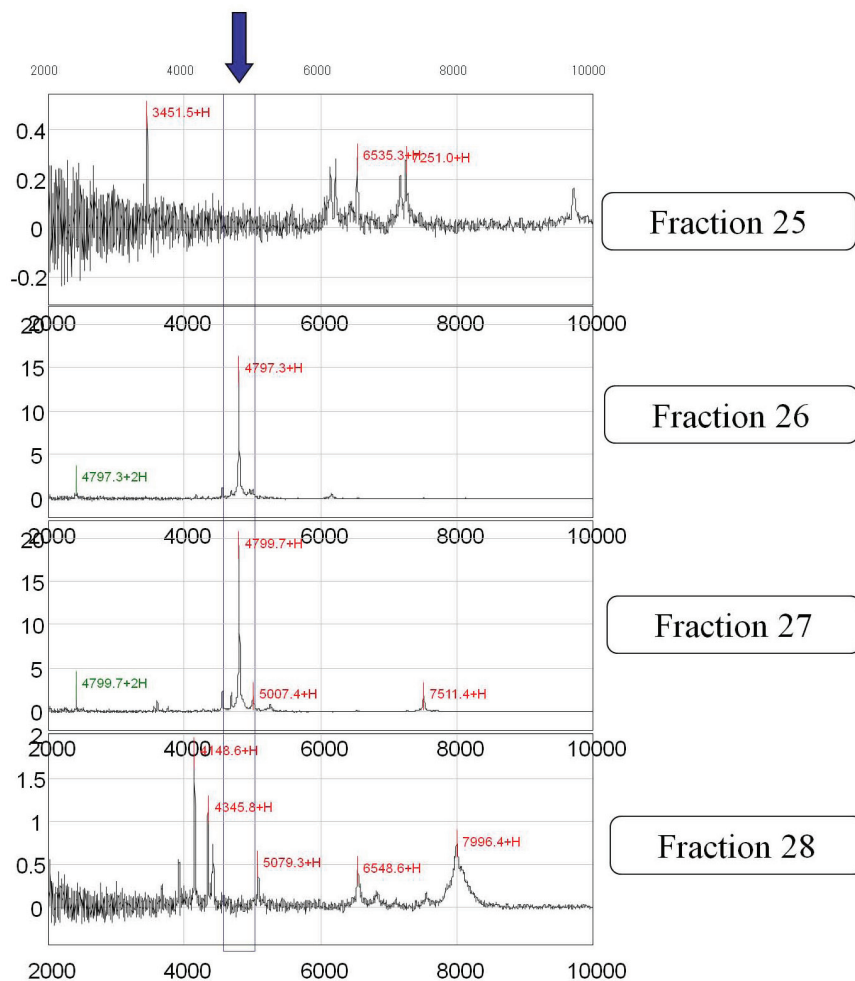 2000 4000 6000 8000 10000
0.4
0.2
0
-0.2
3451.5+H
6535.3+H
7251.0+H
Fraction 25
2000 4000 6000 8000 10000
20
15
10
5
0
4797.3+H
4797.3+2H
Fraction 26
2000 4000 6000 8000 10000
20
15
10
5
0
4799.7+H
4799.7+2H
5007.4+H
7511.4+H
Fraction 27
2000 4000 6000 8000 10000
2
1.5
1
0.5
0
4148.6+H
4345.8+H
5079.3+H
6548.6+H
7996.4+H
Fraction 28
2000 4000 6000 8000 10000